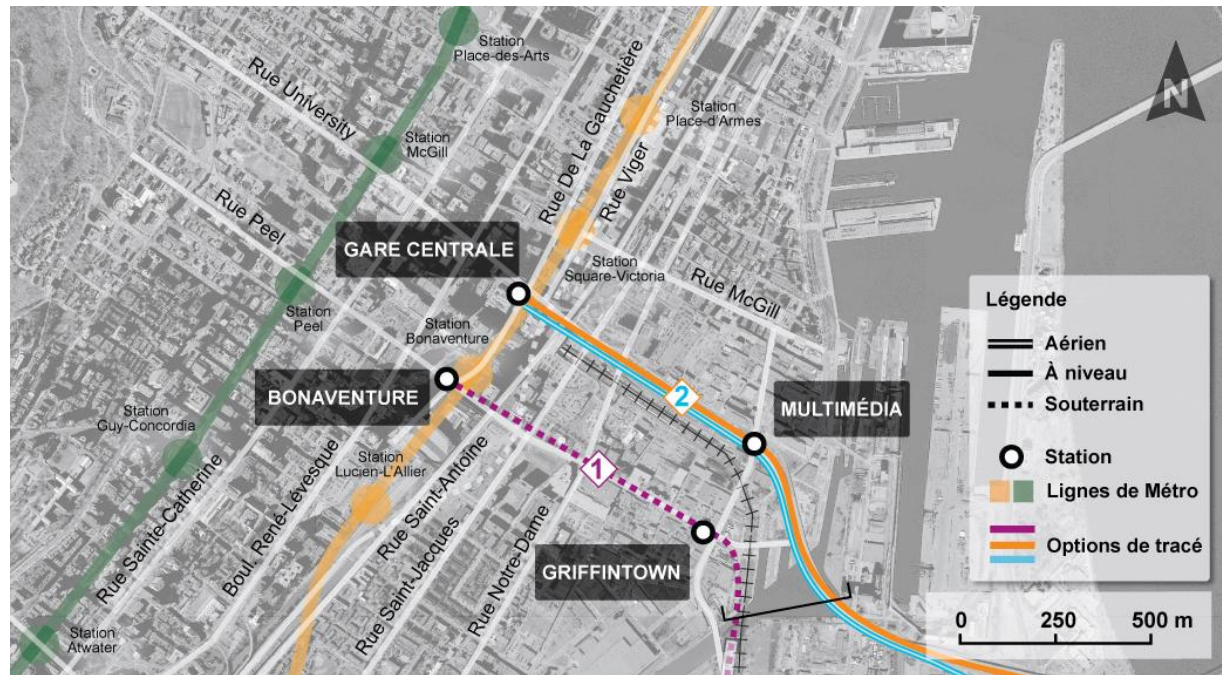 Station
Place-des-Arts
Rue University
Station
McGill
Rue De La Gauchetière
Station
Place-d'Armes
Rue Viger
N
Rue Peel
GARE CENTRALE
Station
Square-Victoria
Rue McGill
Station
Peel
Station
Bonaventure
BONAVENTURE
2
MULTIMÉDIA
Station
Guy-Concordia
Station
Lucien-L'Allier
1
Rue Sainte-Catherine
Boul. René-Lévesque
Rue Saint-Antoine
Rue Saint-Jacques
Rue Notre-Dame
GRIFFINTOWN
Station
Atwater
Légende
Aérien
À niveau
Souterrain
Station
Lignes de Métro
Options de tracé
0 250 500 m